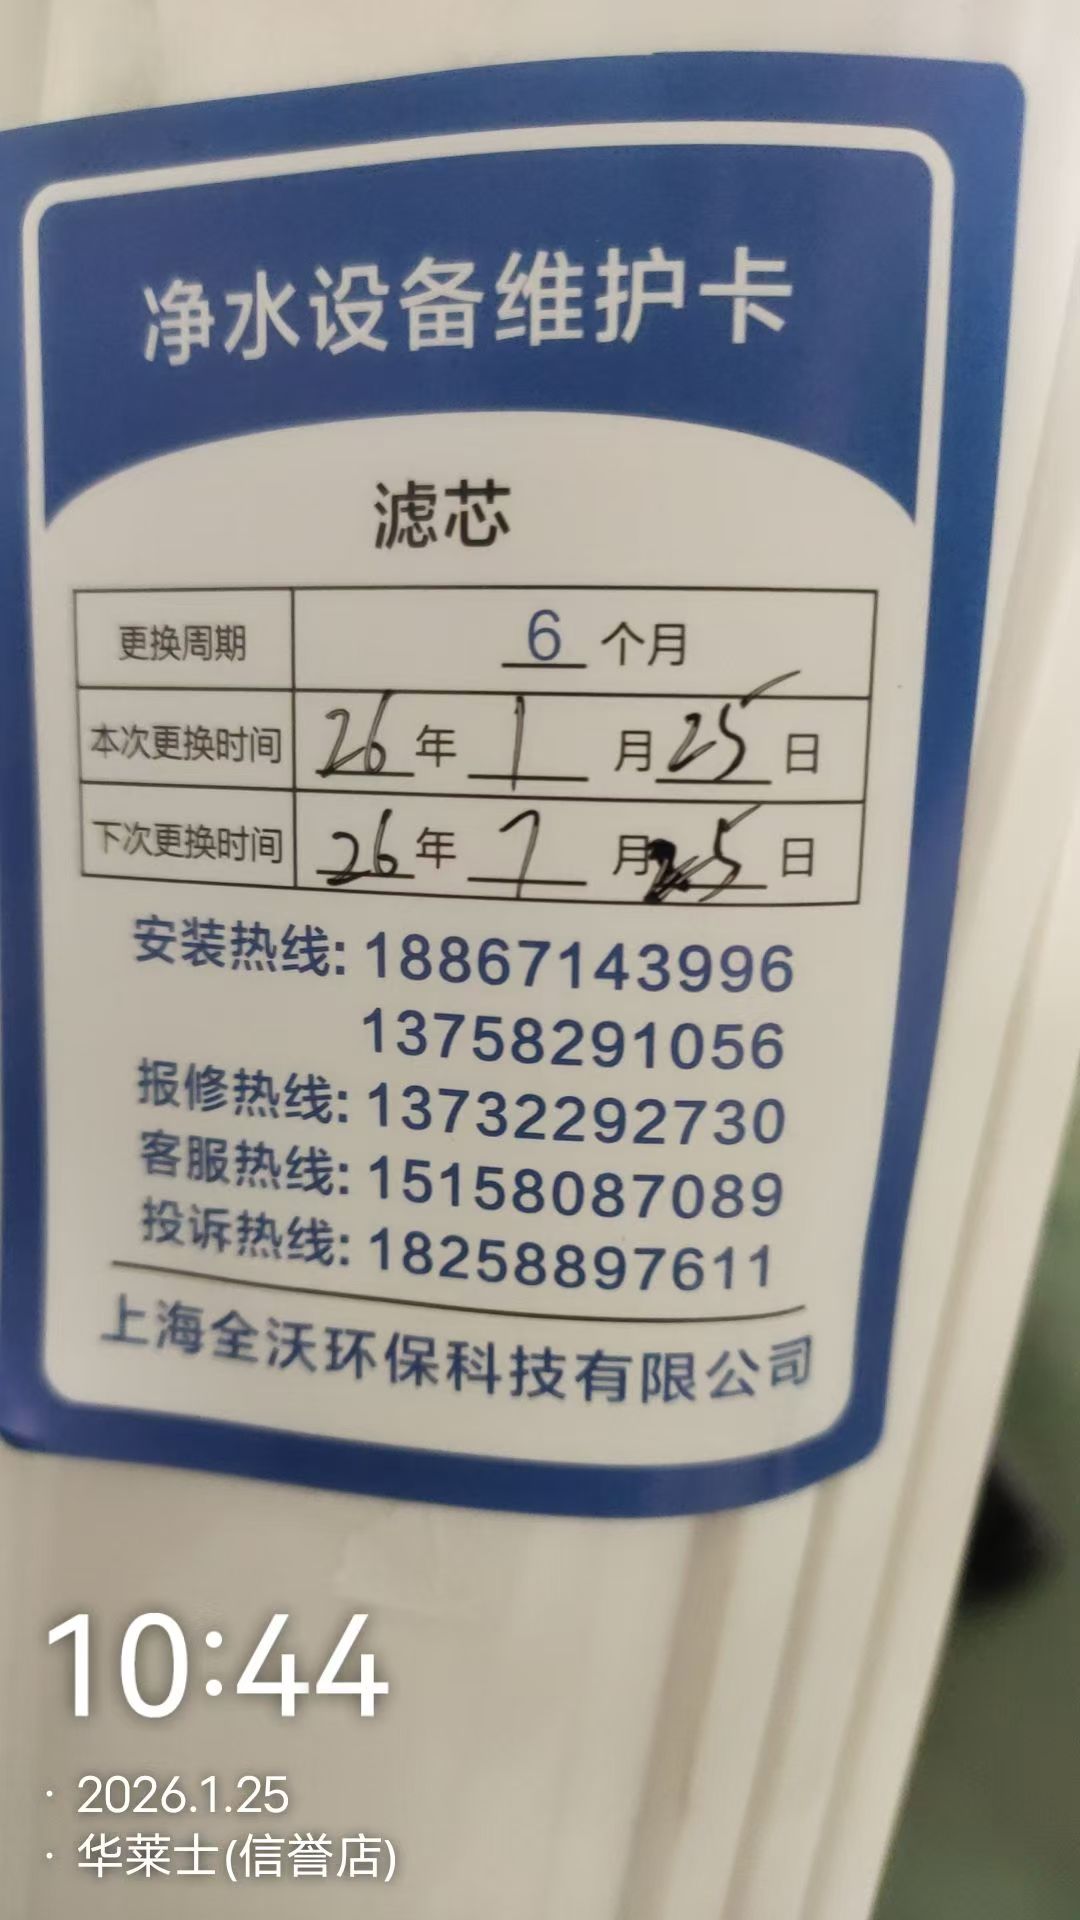 净水设备维护卡
滤芯
更换周期 6 个月
本次更换时间 26 年 1 月 25 日
下次更换时间 26 年 7 月 25 日
安装热线: 18867143996
13758291056
报修热线: 13732292730
客服热线: 15158087089
投诉热线: 18258897611
上海全沃环保科技有限公司
10:44
· 2026.1.25
· 华莱士(信誉店)